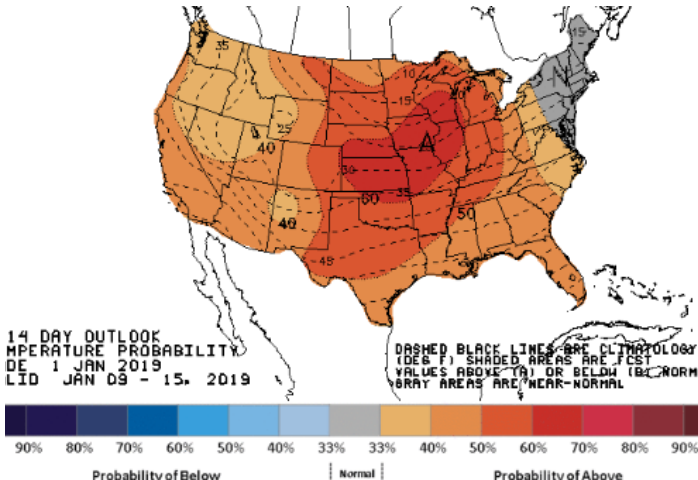 35
15
N
10
15
20
25
40
A
30
35
60
40
50
45
14 DAY OUTLOOK
MPERATURE PROBABILITY
DE 1 JAN 2019
LID JAN 09 - 15, 2019
DASHED BLACK LINES ARE CLIMATOLOGY
(DEG F) SHADED AREAS ARE FCST
VALUES ABOVE (A) OR BELOW (B) NORM
GRAY AREAS ARE NEAR-NORMAL
90% 80% 70% 60% 50% 40% 33% 33% 40% 50% 60% 70% 80% 90%
Probability of Below Normal Probability of Above